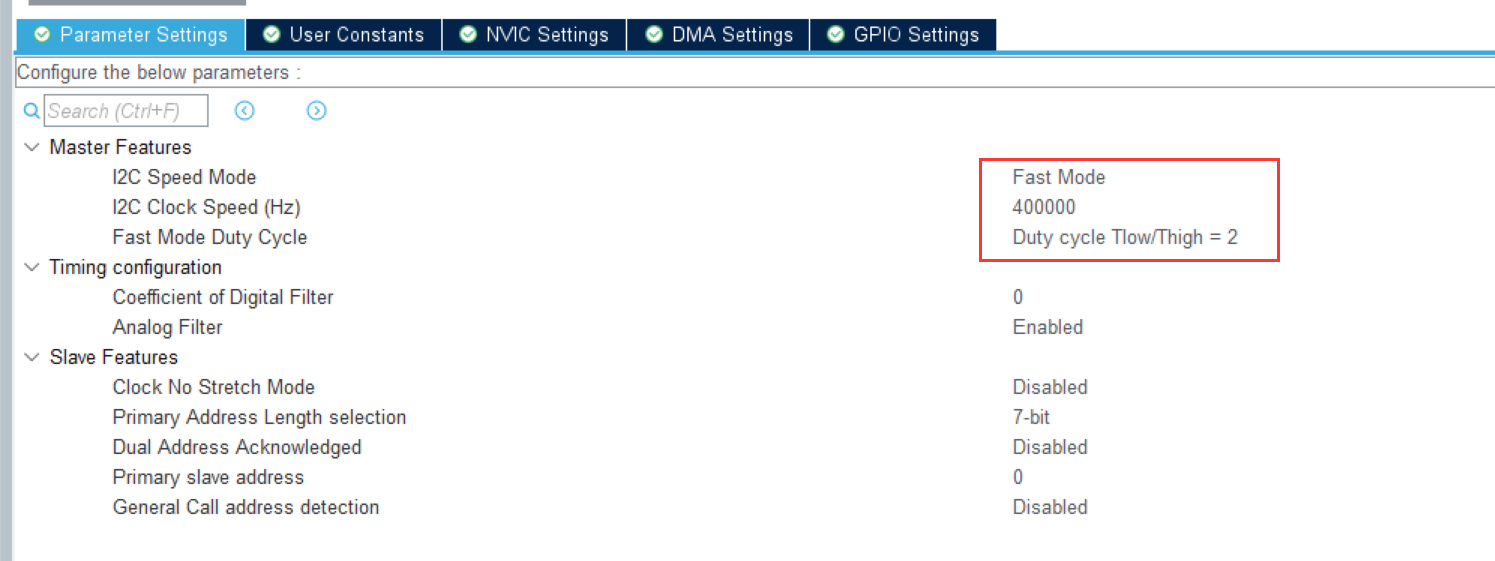 Parameter Settings User Constants NVIC Settings DMA Settings GPIO Settings
Configure the below parameters :
Search (Ctrl+F)
Master Features
I2C Speed Mode Fast Mode
I2C Clock Speed (Hz) 400000
Fast Mode Duty Cycle Duty cycle Tlow/Thigh = 2
Timing configuration
Coefficient of Digital Filter 0
Analog Filter Enabled
Slave Features
Clock No Stretch Mode Disabled
Primary Address Length selection 7-bit
Dual Address Acknowledged Disabled
Primary slave address 0
General Call address detection Disabled